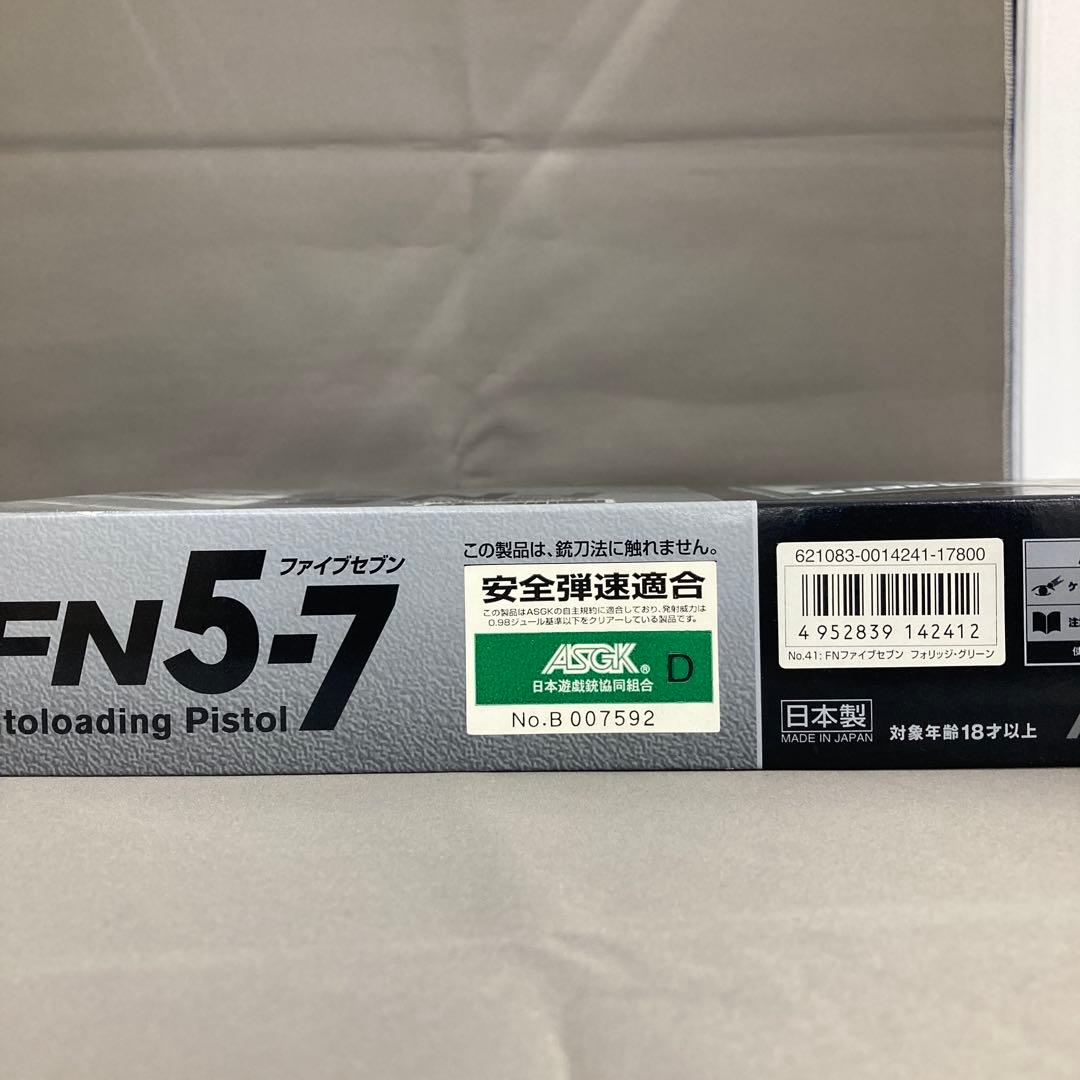 ファイブセブン
FN5-7
toloading Pistol
この製品は、銃刀法に触れません。
安全弾速適合
この製品はASGKの自主規約に適合しており、発射威力は
0.98ジュール基準以下をクリアーしている製品です。
ASGK® D
日本遊戯銃協同組合
No.B 007592
621083-0014241-17800
4 952839 142412
No.41: FNファイブセブン フォリッジ・グリーン
日本製
MADE IN JAPAN
対象年齢18才以上